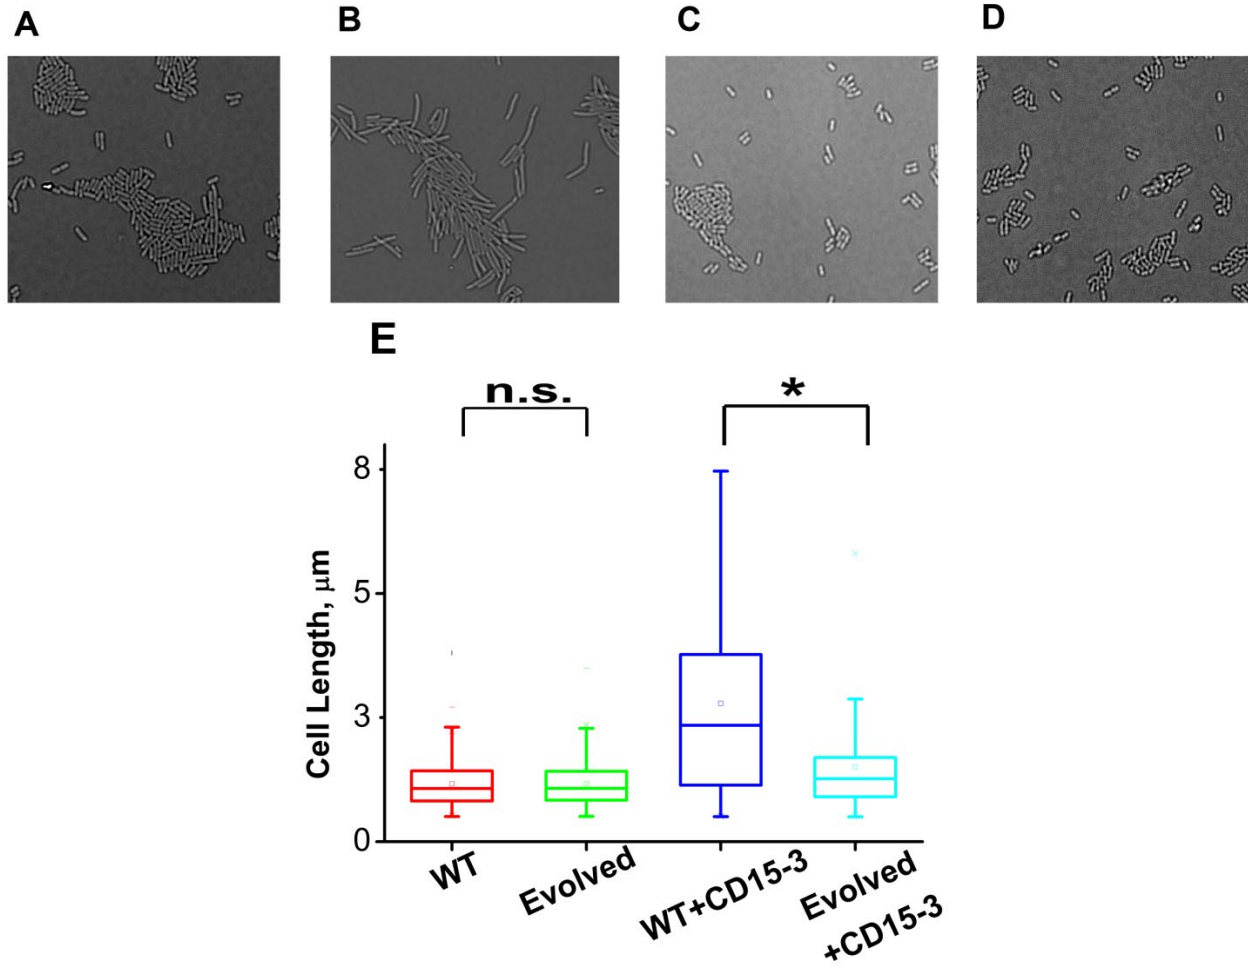 A
B
C
D
E
n.s.
*
Cell Length, μm
8
5
3
0
WT
Evolved
WT+CD15-3
Evolved
+CD15-3